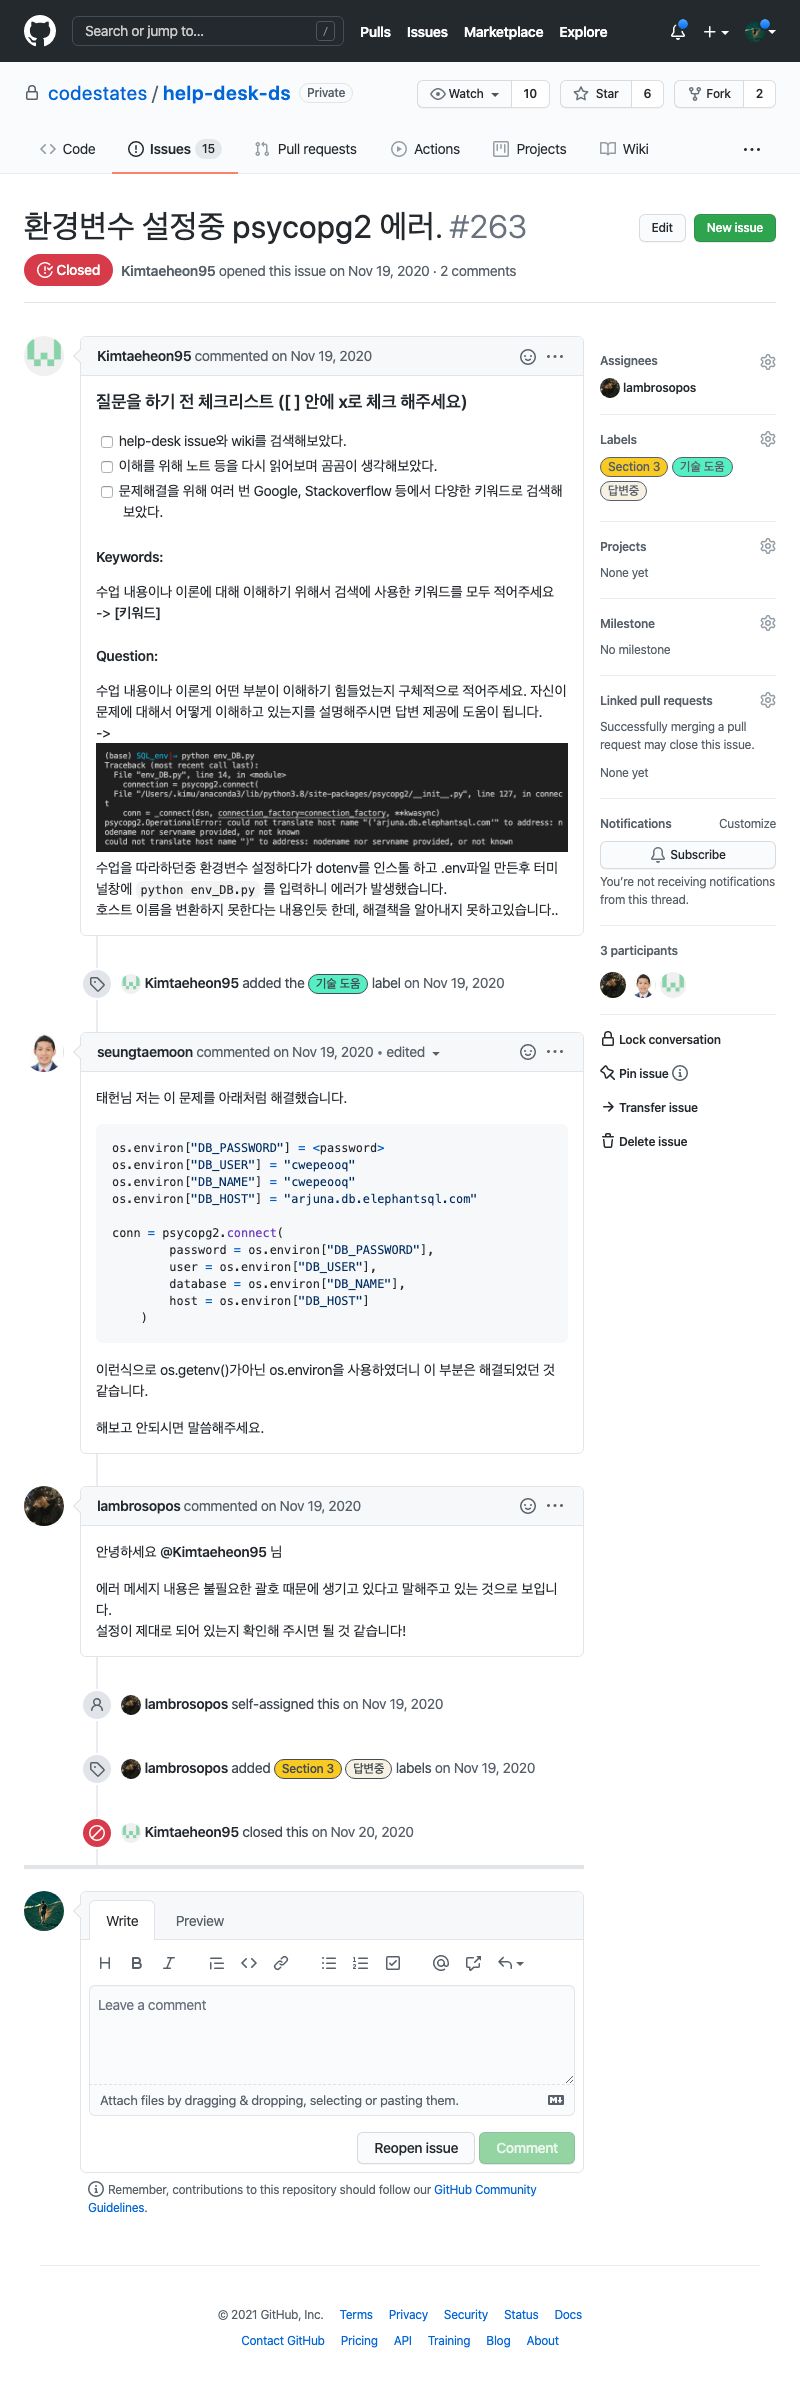 Search or jump to...
/
Pulls
Issues
Marketplace
Explore
codestates / help-desk-ds
Private
Watch
10
Star
6
Fork
2
Code
Issues 15
Pull requests
Actions
Projects
Wiki
환경변수 설정중 psycopg2 에러. #263
Edit
New issue
Closed
Kimtaeheon95 opened this issue on Nov 19, 2020 · 2 comments
Kimtaeheon95 commented on Nov 19, 2020
질문을 하기 전 체크리스트 ([ ] 안에 x로 체크 해주세요)
help-desk issue와 wiki를 검색해보았다.
이해를 위해 노트 등을 다시 읽어보며 곰곰이 생각해보았다.
문제해결을 위해 여러 번 Google, Stackoverflow 등에서 다양한 키워드로 검색해
보았다.
Keywords:
수업 내용이나 이론에 대해 이해하기 위해서 검색에 사용한 키워드를 모두 적어주세요
-> [키워드]
Question:
수업 내용이나 이론의 어떤 부분이 이해하기 힘들었는지 구체적으로 적어주세요. 자신이
문제에 대해서 어떻게 이해하고 있는지를 설명해주시면 답변 제공에 도움이 됩니다.
->
(base) SQL_env|⇒ python env_DB.py
Traceback (most recent call last):
File "env_DB.py", line 14, in <module>
connection = psycopg2.connect(
File "/Users/.kimu/anaconda3/lib/python3.8/site-packages/psycopg2/__init__.py", line 127, in connec
t
conn = _connect(dsn, connection_factory=connection_factory, **kwasync)
psycopg2.OperationalError: could not translate host name "('arjuna.db.elephantsql.com'" to address: n
odename nor servname provided, or not known
could not translate host name ")" to address: nodename nor servname provided, or not known
수업을 따라하던중 환경변수 설정하다가 dotenv를 인스톨 하고 .env파일 만든후 터미
널창에 python env_DB.py 를 입력하니 에러가 발생했습니다.
호스트 이름을 변환하지 못한다는 내용인듯 한데, 해결책을 알아내지 못하고있습니다..
Kimtaeheon95 added the 기술 도움 label on Nov 19, 2020
seungtaemoon commented on Nov 19, 2020 • edited
태헌님 저는 이 문제를 아래처럼 해결했습니다.
os.environ["DB_PASSWORD"] = <password>
os.environ["DB_USER"] = "cwepeooq"
os.environ["DB_NAME"] = "cwepeooq"
os.environ["DB_HOST"] = "arjuna.db.elephantsql.com"
conn = psycopg2.connect(
password = os.environ["DB_PASSWORD"],
user = os.environ["DB_USER"],
database = os.environ["DB_NAME"],
host = os.environ["DB_HOST"]
)
이런식으로 os.getenv()가아닌 os.environ을 사용하였더니 이 부분은 해결되었던 것
같습니다.
해보고 안되시면 말씀해주세요.
lambrosopos commented on Nov 19, 2020
안녕하세요 @Kimtaeheon95 님
에러 메세지 내용은 불필요한 괄호 때문에 생기고 있다고 말해주고 있는 것으로 보입니
다.
설정이 제대로 되어 있는지 확인해 주시면 될 것 같습니다!
lambrosopos self-assigned this on Nov 19, 2020
lambrosopos added Section 3 답변중 labels on Nov 19, 2020
Kimtaeheon95 closed this on Nov 20, 2020
Write
Preview
Leave a comment
Attach files by dragging & dropping, selecting or pasting them.
Reopen issue
Comment
Remember, contributions to this repository should follow our GitHub Community
Guidelines.
Assignees
lambrosopos
Labels
Section 3
기술 도움
답변중
Projects
None yet
Milestone
No milestone
Linked pull requests
Successfully merging a pull
request may close this issue.
None yet
Notifications
Customize
Subscribe
You're not receiving notifications
from this thread.
3 participants
Lock conversation
Pin issue
Transfer issue
Delete issue
© 2021 GitHub, Inc.
Terms
Privacy
Security
Status
Docs
Contact GitHub
Pricing
API
Training
Blog
About